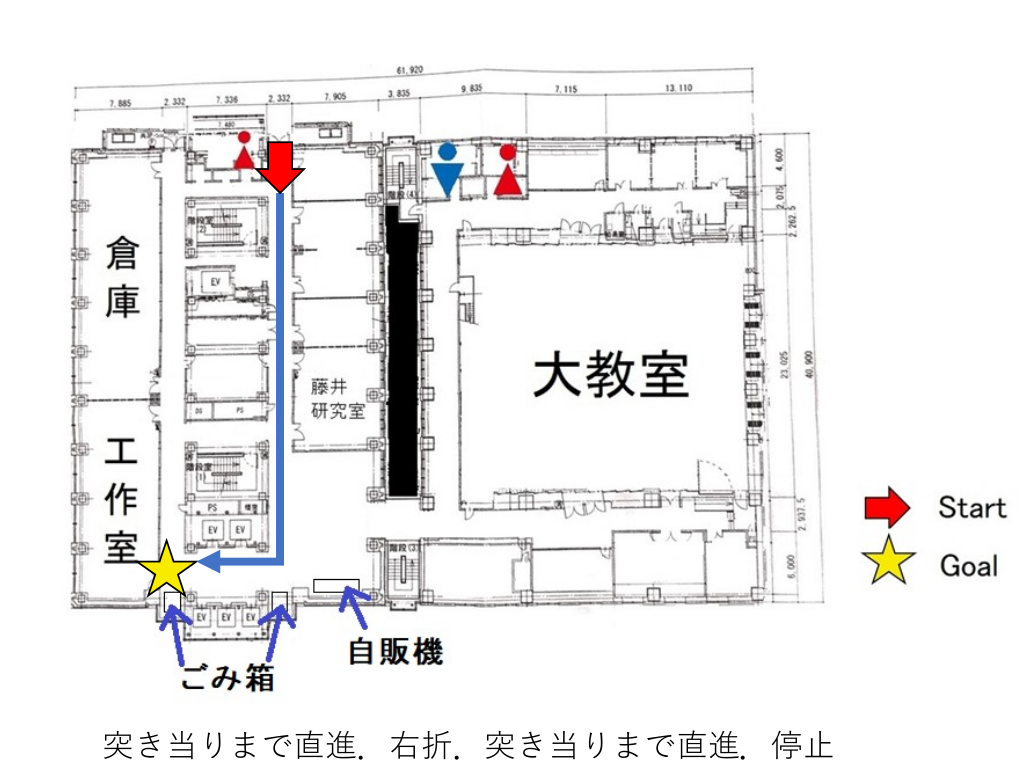 61,920
7,885 2,332 7,336 2,332 7,905 3,835 9,835 7,115 13,110
7,480
4,600
2,075
2,262.5
階段(4)
階段室
(2)
倉庫
EV
大教室
23,025
40,900
藤井
研究室
DS PS
工作室
階段室
(1)
PS
EV EV
2,937.5
Start
階段(3)
6,000
Goal
EV EV EV
自販機
ごみ箱
突き当りまで直進．右折．突き当りまで直進．停止